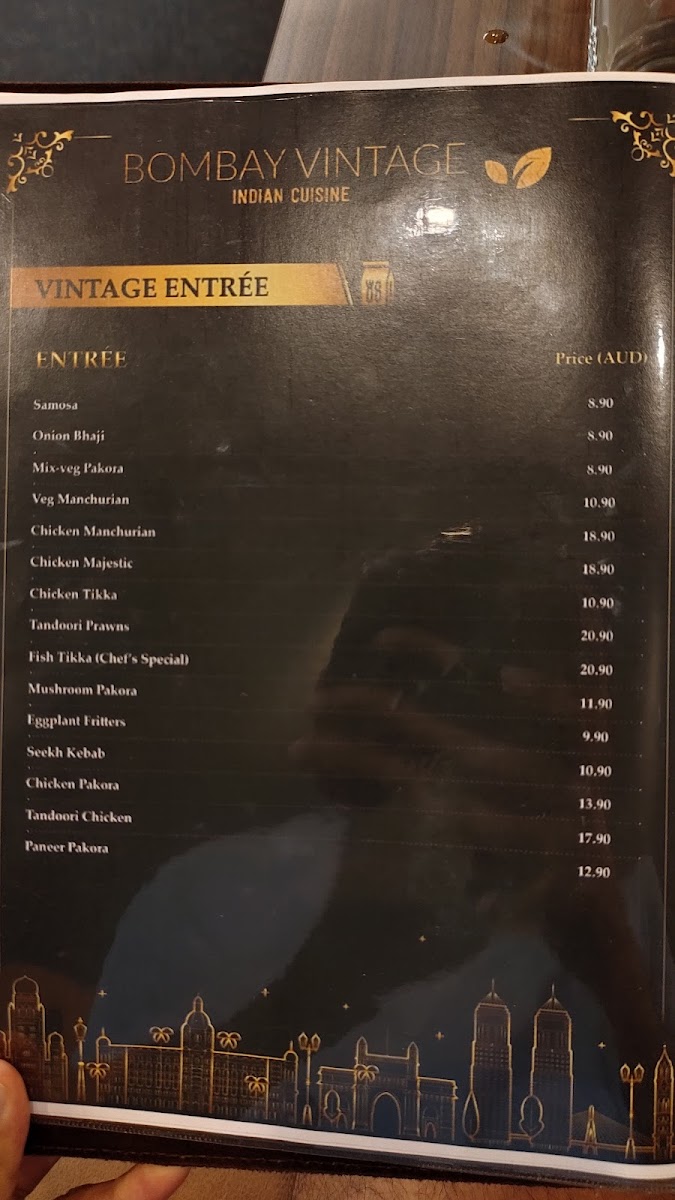 BOMBAY VINTAGE
INDIAN CUISINE
VINTAGE ENTRÉE
ENTRÉE Price (AUD)
Samosa 8.90
Onion Bhaji 8.90
Mix-veg Pakora 8.90
Veg Manchurian 10.90
Chicken Manchurian 18.90
Chicken Majestic 18.90
Chicken Tikka 10.90
Tandoori Prawns 20.90
Fish Tikka (Chef's Special) 20.90
Mushroom Pakora 11.90
Eggplant Fritters 9.90
Seekh Kebab 10.90
Chicken Pakora 13.90
Tandoori Chicken 17.90
Paneer Pakora 12.90